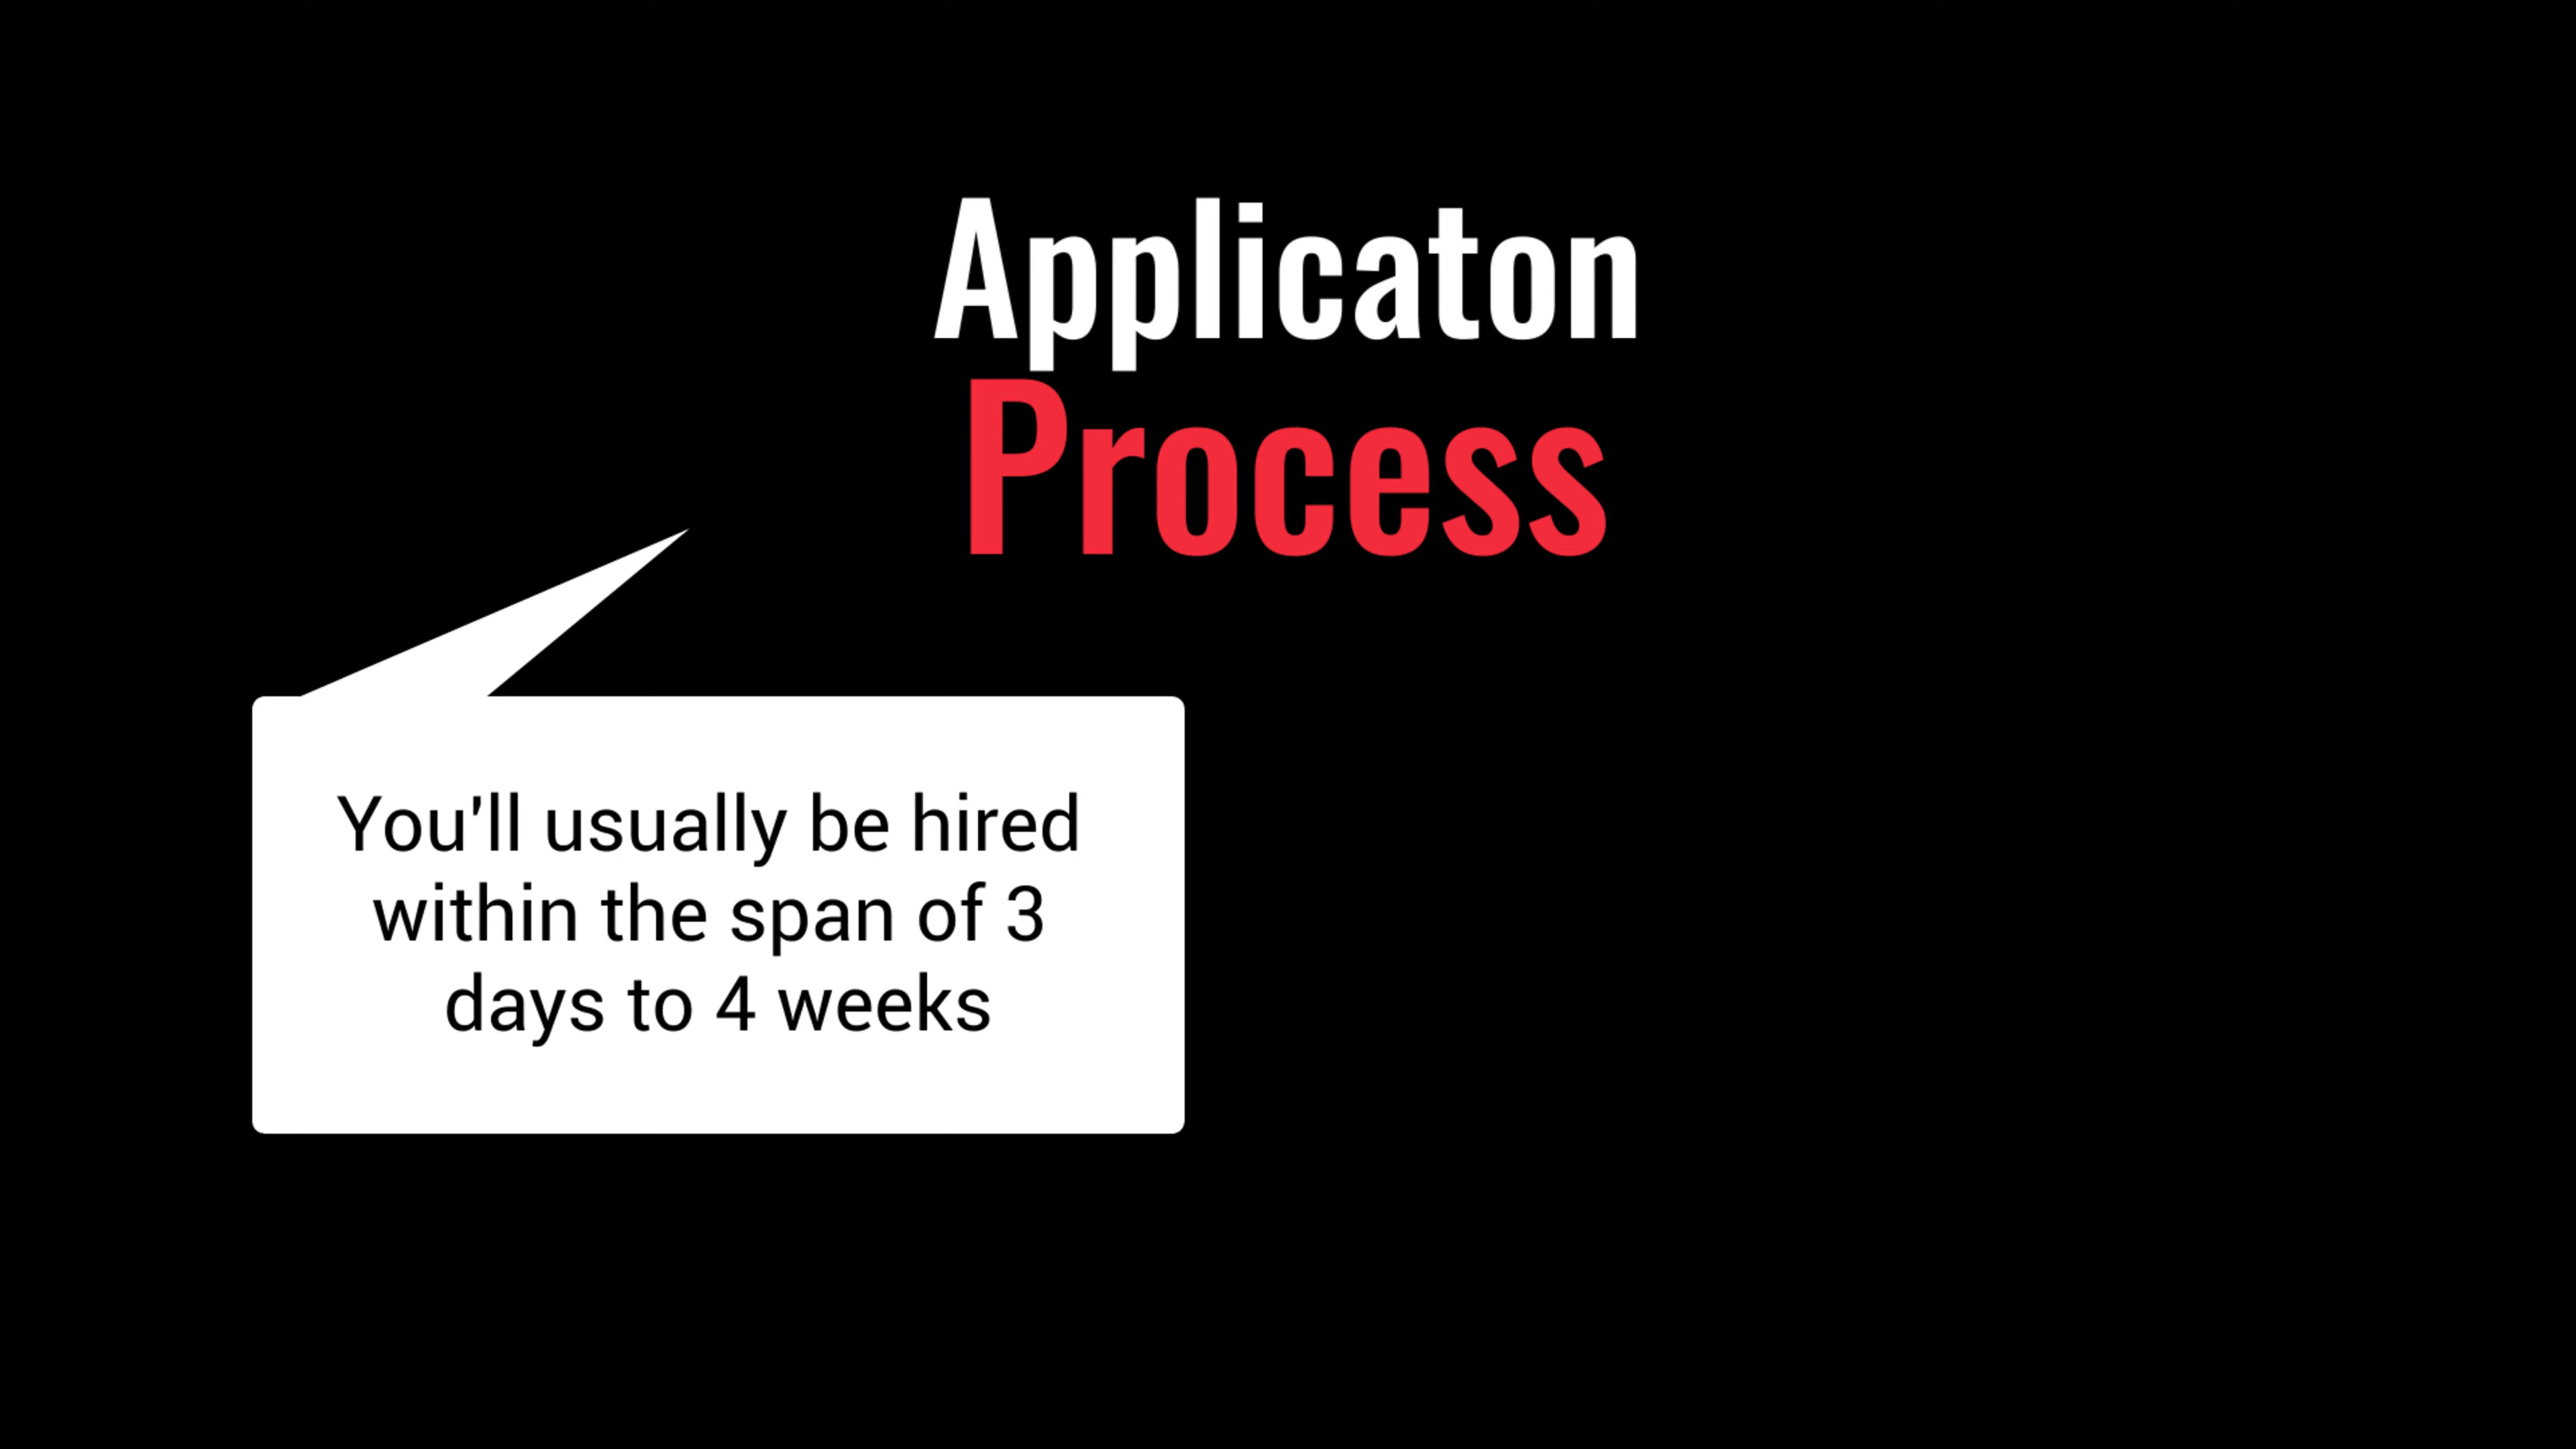 Applicaton
Process
You'll usually be hired
within the span of 3
days to 4 weeks